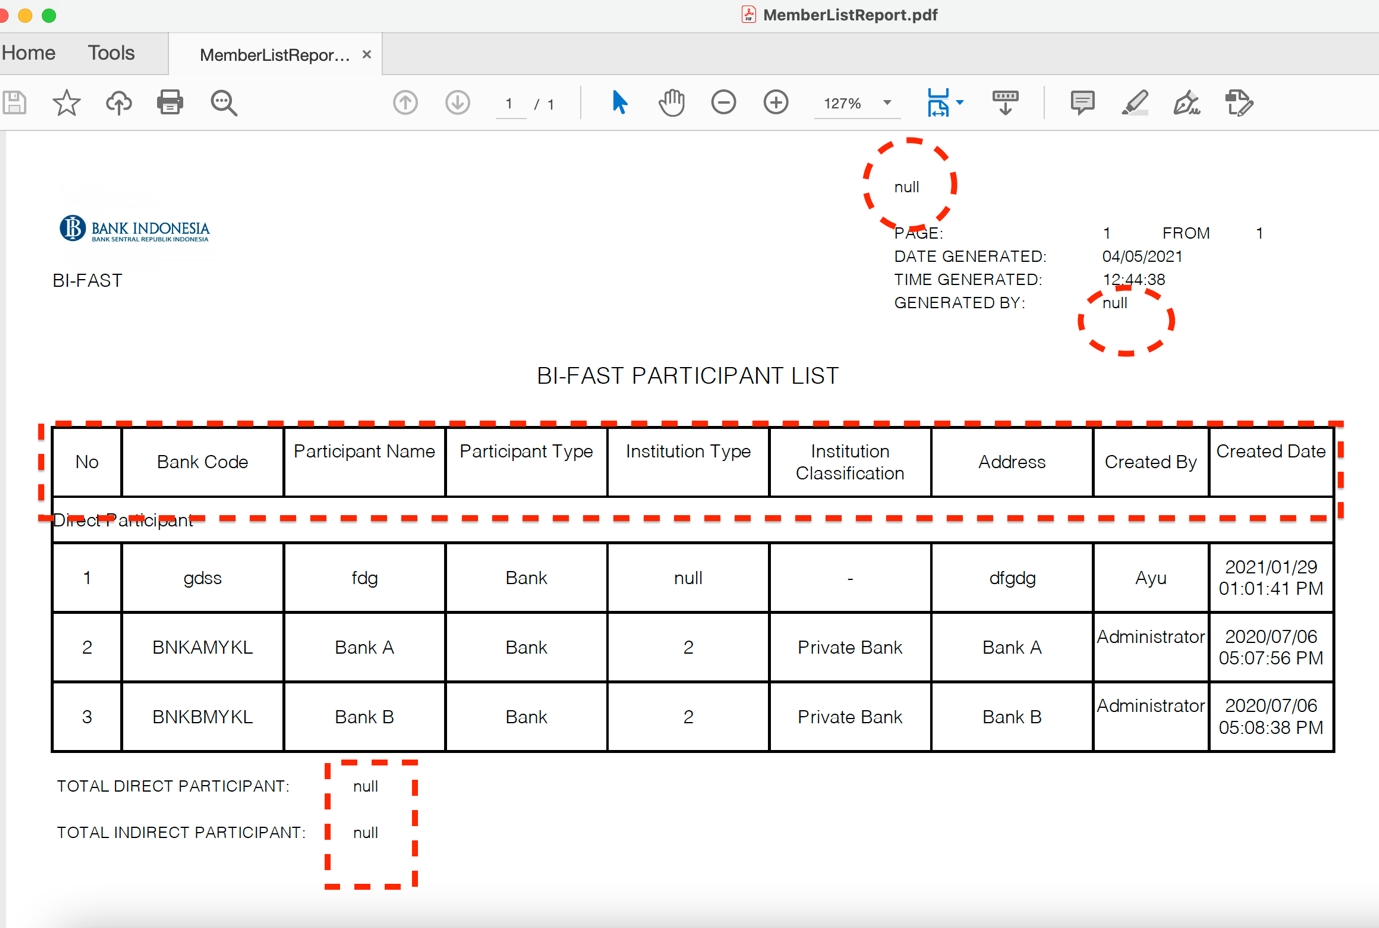 MemberListReport.pdf
Home Tools MemberListRepor... ×
1 / 1 127%
null
BANK INDONESIA
BANK SENTRAL REPUBLIK INDONESIA
PAGE: 1 FROM 1
DATE GENERATED: 04/05/2021
BI-FAST
TIME GENERATED: 12:44:38
GENERATED BY: null
BI-FAST PARTICIPANT LIST
No Bank Code Participant Name Participant Type Institution Type Institution Classification Address Created By Created Date
Direct Participant
1 gdss fdg Bank null - dfgdg Ayu 2021/01/29 01:01:41 PM
2 BNKAMYKL Bank A Bank 2 Private Bank Bank A Administrator 2020/07/06 05:07:56 PM
3 BNKBMYKL Bank B Bank 2 Private Bank Bank B Administrator 2020/07/06 05:08:38 PM
TOTAL DIRECT PARTICIPANT: null
TOTAL INDIRECT PARTICIPANT: null